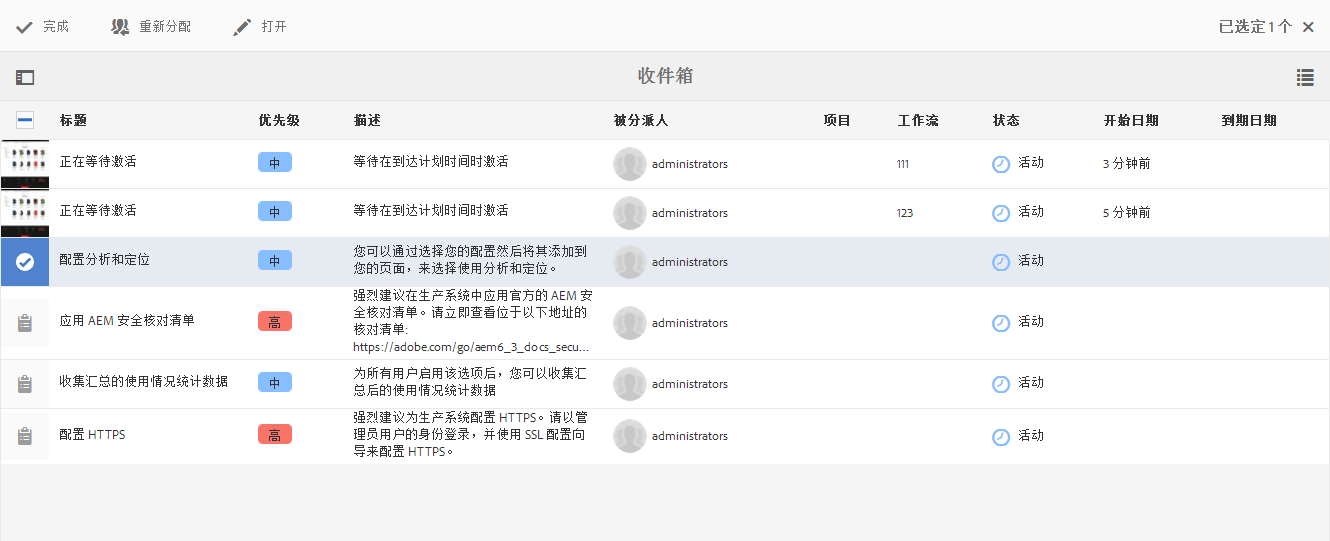 完成 重新分配 打开 已选定 1 个
收件箱
标题 优先级 描述 被分派人 项目 工作流 状态 开始日期 到期日期
正在等待激活 中 等待在到达计划时间时激活 administrators 111 活动 3 分钟前
正在等待激活 中 等待在到达计划时间时激活 administrators 123 活动 5 分钟前
配置分析和定位 中 您可以通过选择您的配置然后将其添加到 administrators 活动
您的页面，来选择使用分析和定位。
应用 AEM 安全核对清单 高 强烈建议在生产系统中应用官方的 AEM 安 administrators 活动
全核对清单。请立即查看位于以下地址的
核对清单:
https://adobe.com/go/aem6_3_docs_secu...
收集汇总的使用情况统计数据 中 为所有用户启用该选项后，您可以收集汇 administrators 活动
总后的使用情况统计数据
配置 HTTPS 高 强烈建议为生产系统配置 HTTPS。请以管 administrators 活动
理员用户的身份登录，并使用 SSL 配置向
导来配置 HTTPS。